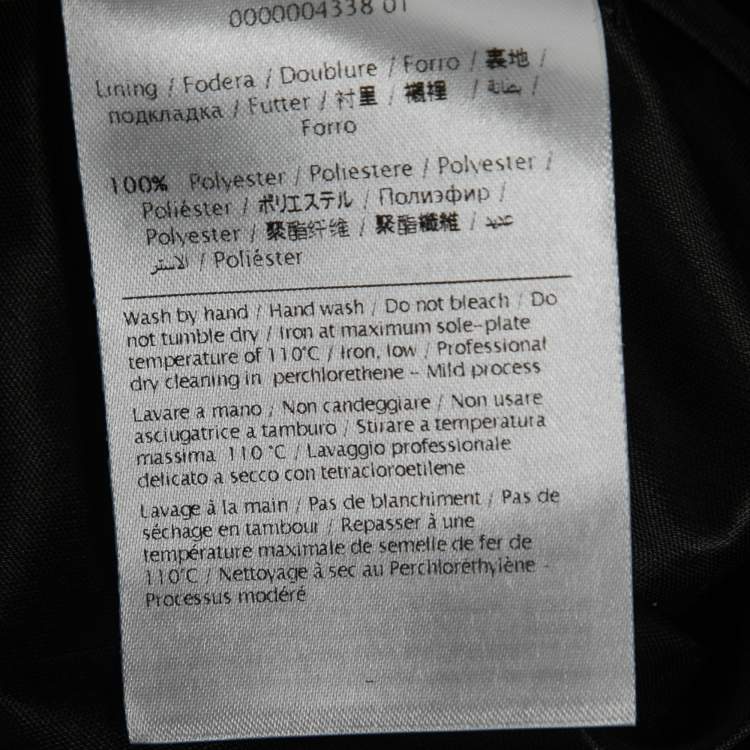 0000004338 01
Lining / Fodera / Doublure / Forro / 裏地 /
подкладка / Futter / 衬里 / 襯裡 / بطانة /
Forro
100% Polyester / Poliestere / Polyester /
Poliéster / ポリエステル / Полиэфир /
Polyester / 聚酯纤维 / 聚酯纖維 /
/ Poliéster
Wash by hand / Hand wash / Do not bleach / Do
not tumble dry / Iron at maximum sole-plate
temperature of 110°C / Iron, low / Professional
dry cleaning in perchlorethene - Mild process
Lavare a mano / Non candeggiare / Non usare
asciugatrice a tamburo / Stirare a temperatura
massima 110 °C / Lavaggio professionale
delicato a secco con tetracloroetilene
Lavage à la main / Pas de blanchiment / Pas de
séchage en tambour / Repasser à une
température maximale de semelle de fer de
110°C / Nettoyage à sec au Perchloréthylène -
Processus modéré